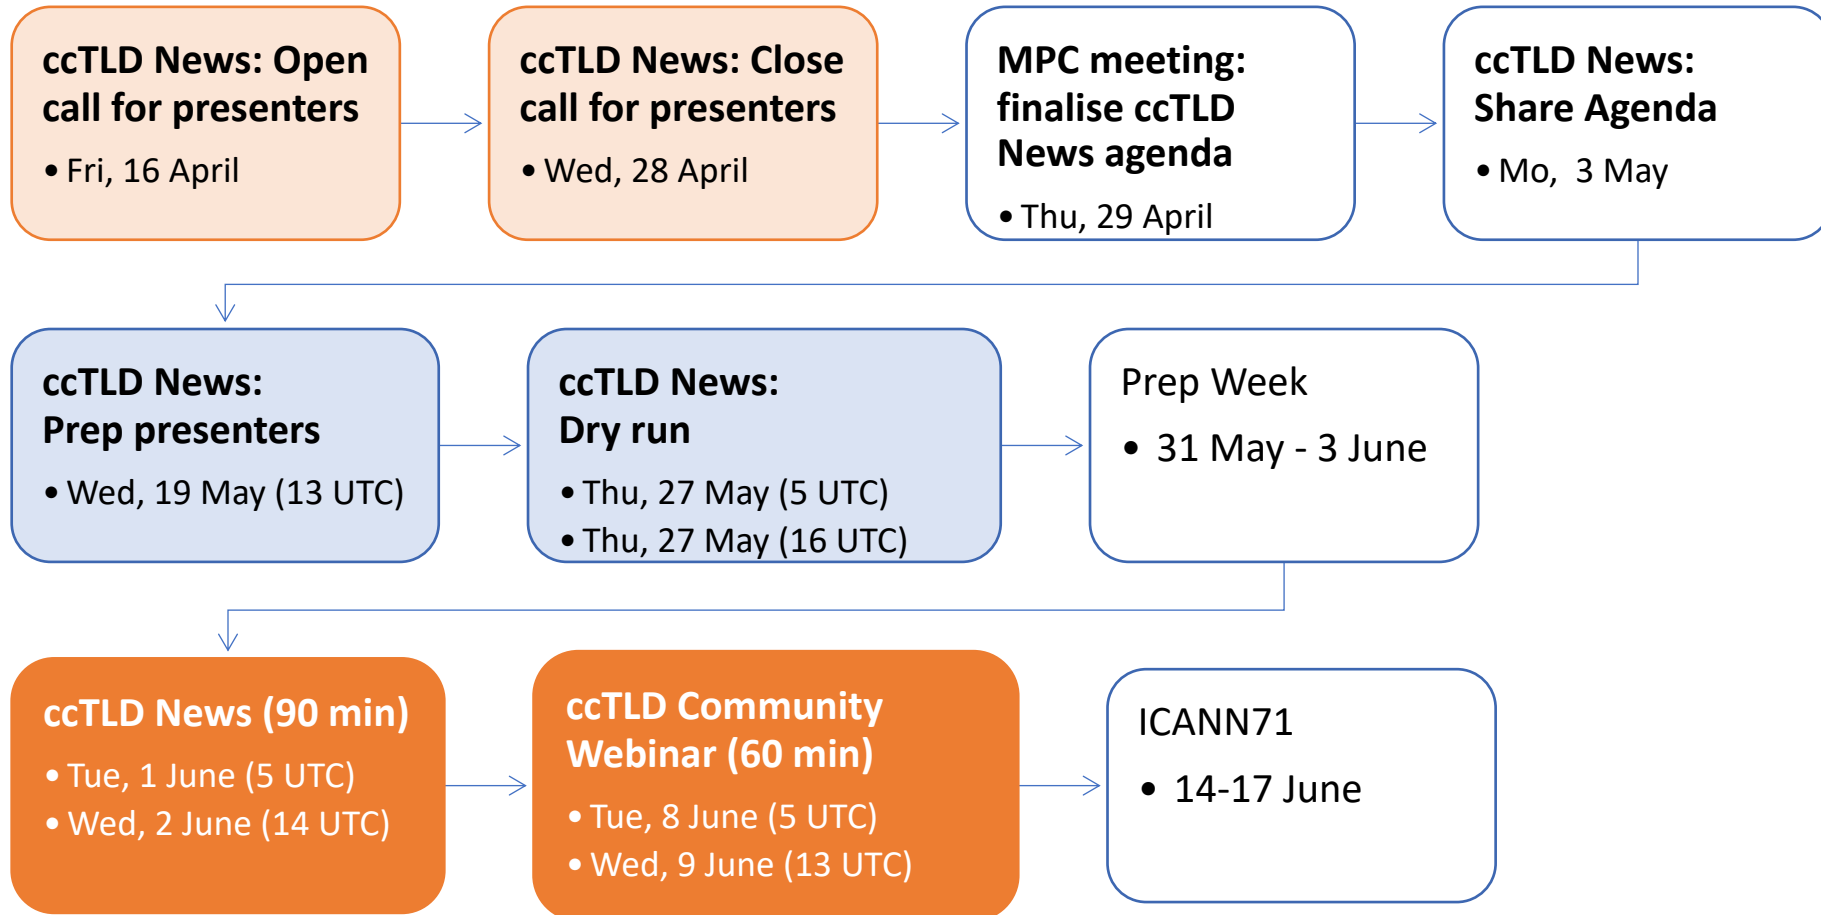 ccTLD News: Open
call for presenters
• Fri, 16 April
ccTLD News: Close
call for presenters
• Wed, 28 April
MPC meeting:
finalise ccTLD
News agenda
• Thu, 29 April
ccTLD News:
Share Agenda
• Mo,  3 May
ccTLD News:
Prep presenters
• Wed, 19 May (13 UTC)
ccTLD News:
Dry run
• Thu, 27 May (5 UTC)
• Thu, 27 May (16 UTC)
Prep Week
• 31 May - 3 June
ccTLD News (90 min)
• Tue, 1 June (5 UTC)
• Wed, 2 June (14 UTC)
ccTLD Community
Webinar (60 min)
• Tue, 8 June (5 UTC)
• Wed, 9 June (13 UTC)
ICANN71
• 14-17 June